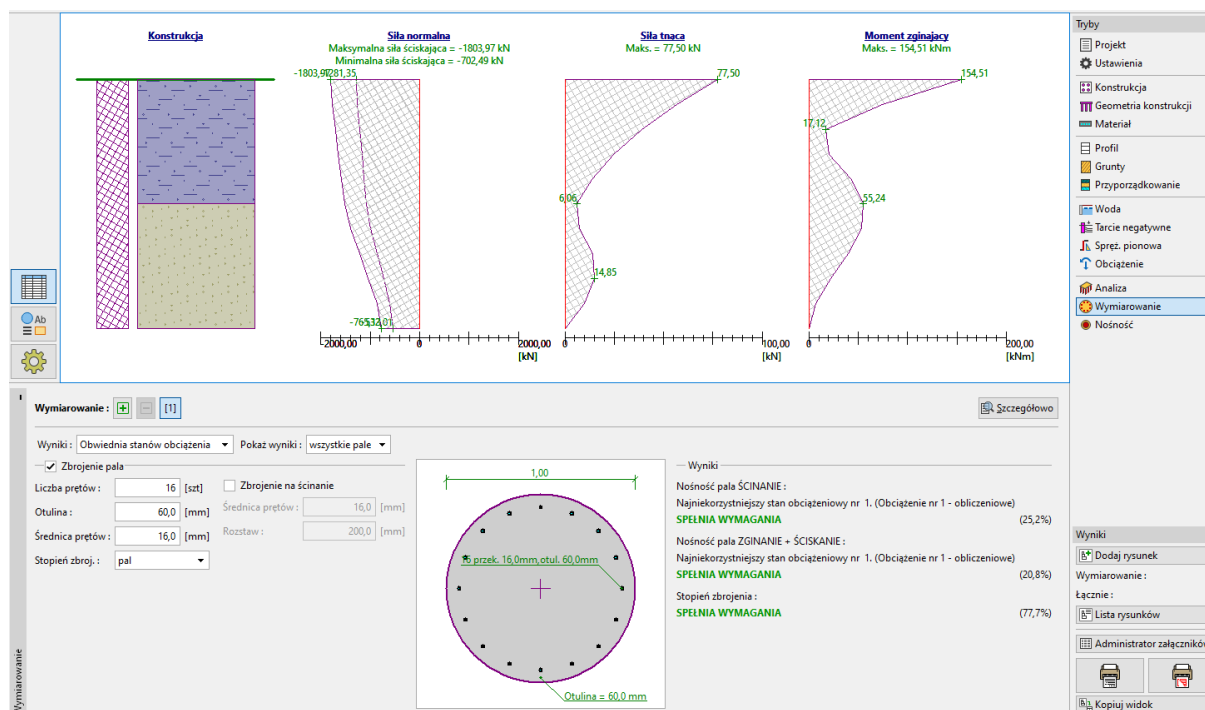 Konstrukcja
Siła normalna
Maksymalna siła ściskająca = -1803,97 kN
Minimalna siła ściskająca = -702,49 kN
Siła tnąca
Maks. = 77,50 kN
Moment zginający
Maks. = 154,51 kNm
77,50
154,51
17,12
6,06
55,24
14,85
-2000,00
0
2000,00
[kN]
0
100,00
[kN]
0
200,00
[kNm]
Tryby
Projekt
Ustawienia
Konstrukcja
Geometria konstrukcji
Materiał
Profil
Grunty
Przyporządkowanie
Woda
Tarcie negatywne
Spręż. pionowa
Obciążenie
Analiza
Wymiarowanie
Nośność
Ab
Wymiarowanie :
[1]
Szczegółowo
Wyniki :
Obwiednia stanów obciążenia
Pokaż wyniki :
wszystkie pale
Zbrojenie pala
Liczba prętów :
16
[szt]
Otulina :
60,0
[mm]
Średnica prętów :
16,0
[mm]
Stopień zbroj. :
pal
Zbrojenie na ścinanie
Średnica prętów :
16,0
[mm]
Rozstaw :
200,0
[mm]
1,00
16 przek. 16,0mm,otul. 60,0mm
Otulina = 60,0 mm
Wyniki
Nośność pala ŚCINANIE :
Najniekorzystniejszy stan obciążeniowy nr 1. (Obciążenie nr 1 - obliczeniowe)
SPEŁNIA WYMAGANIA (25,2%)
Nośność pala ZGINANIE + ŚCISKANIE :
Najniekorzystniejszy stan obciążeniowy nr 1. (Obciążenie nr 1 - obliczeniowe)
SPEŁNIA WYMAGANIA (20,8%)
Stopień zbrojenia :
SPEŁNIA WYMAGANIA (77,7%)
Wymiarowanie
Wyniki
Dodaj rysunek
Wymiarowanie :
Łącznie :
Lista rysunków
Administrator załączników
Kopiuj widok